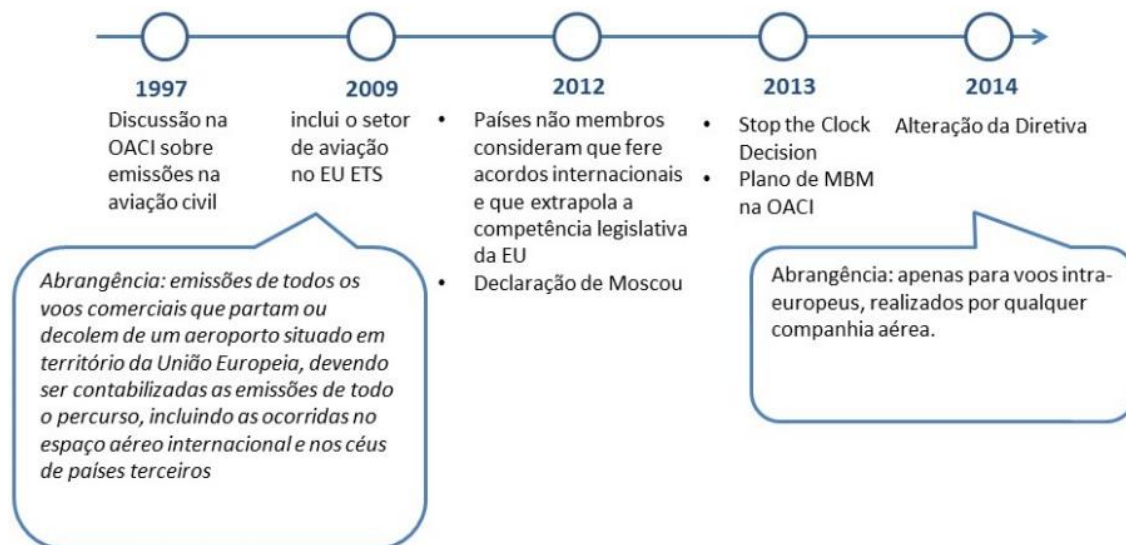 1997
Discussão na
OACI sobre
emissões na
aviação civil
2009
inclui o setor
de aviação
no EU ETS
Abrangência: emissões de todos os
voos comerciais que partam ou
decolem de um aeroporto situado em
território da União Europeia, devendo
ser contabilizadas as emissões de todo
o percurso, incluindo as ocorridas no
espaço aéreo internacional e nos céus
de países terceiros
2012
• Países não membros
consideram que fere
acordos internacionais
e que extrapola a
competência legislativa
da EU
• Declaração de Moscou
2013
• Stop the Clock
Decision
• Plano de MBM
na OACI
2014
Alteração da Diretiva
Abrangência: apenas para voos intra-
europeus, realizados por qualquer
companhia aérea.